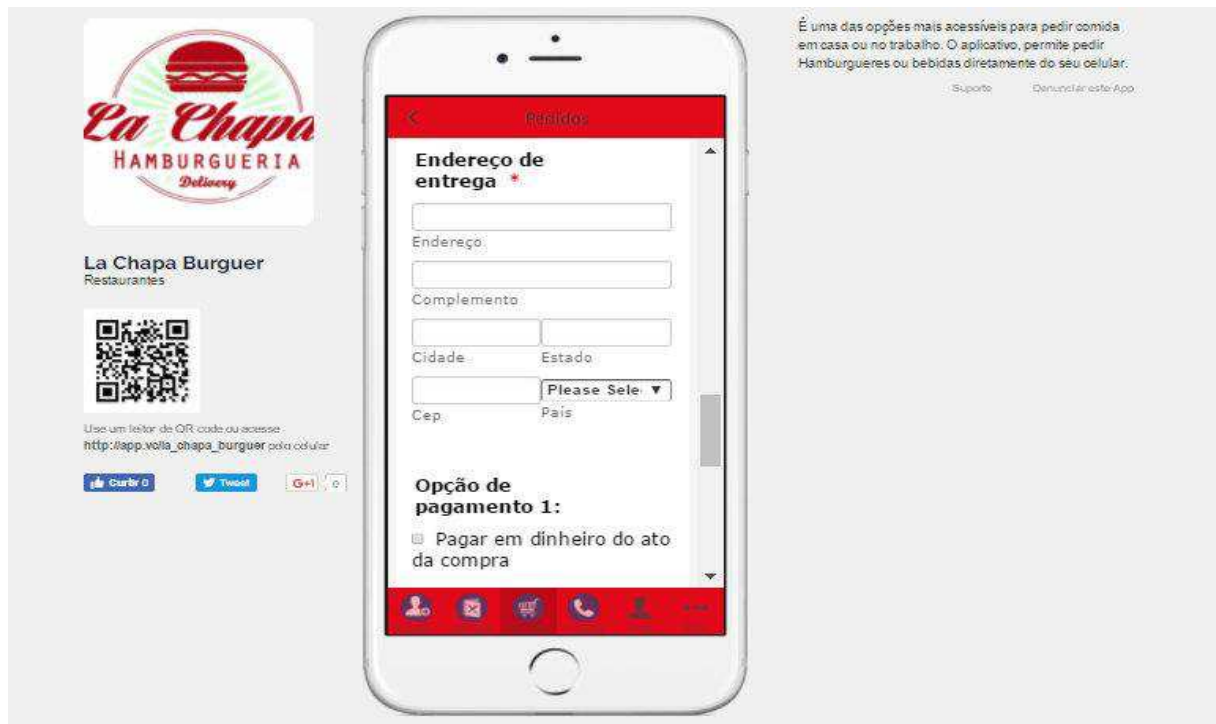 La Chapa
HAMBURGUERIA
Delivery
La Chapa Burguer
Restaurantes
Use um leitor de QR code ou acesse
http://app.vc/la_chapa_burguer pelo celular
Curtir 0
Tweet
G+1
0
Pedidos
Endereço de
entrega *
Endereço
Complemento
Cidade Estado
Please Sele
Cep País
Opção de
pagamento 1:
Pagar em dinheiro do ato
da compra
É uma das opções mais acessíveis para pedir comida
em casa ou no trabalho. O aplicativo, permite pedir
Hamburgueres ou bebidas diretamente do seu celular.
Suporte Denunciar este App